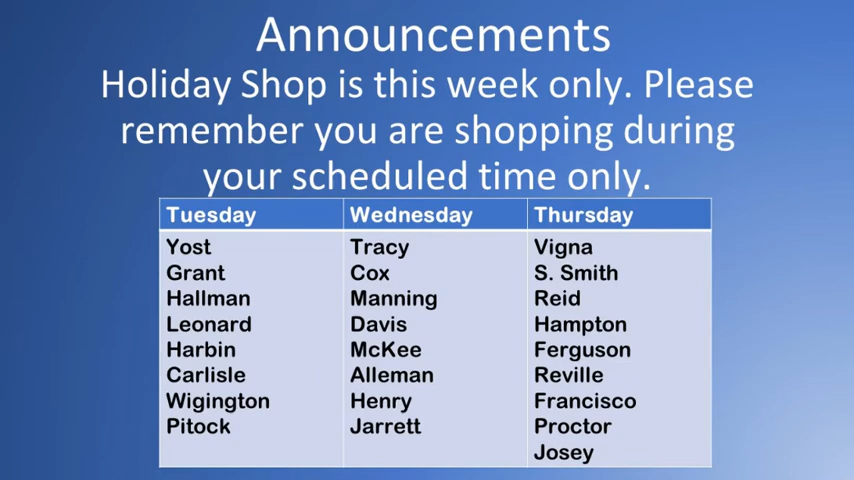 Announcements
Holiday Shop is this week only. Please
remember you are shopping during
your scheduled time only.
Tuesday Wednesday Thursday
Yost Tracy Vigna
Grant Cox S. Smith
Hallman Manning Reid
Leonard Davis Hampton
Harbin McKee Ferguson
Carlisle Alleman Reville
Wigington Henry Francisco
Pitock Jarrett Proctor
Josey